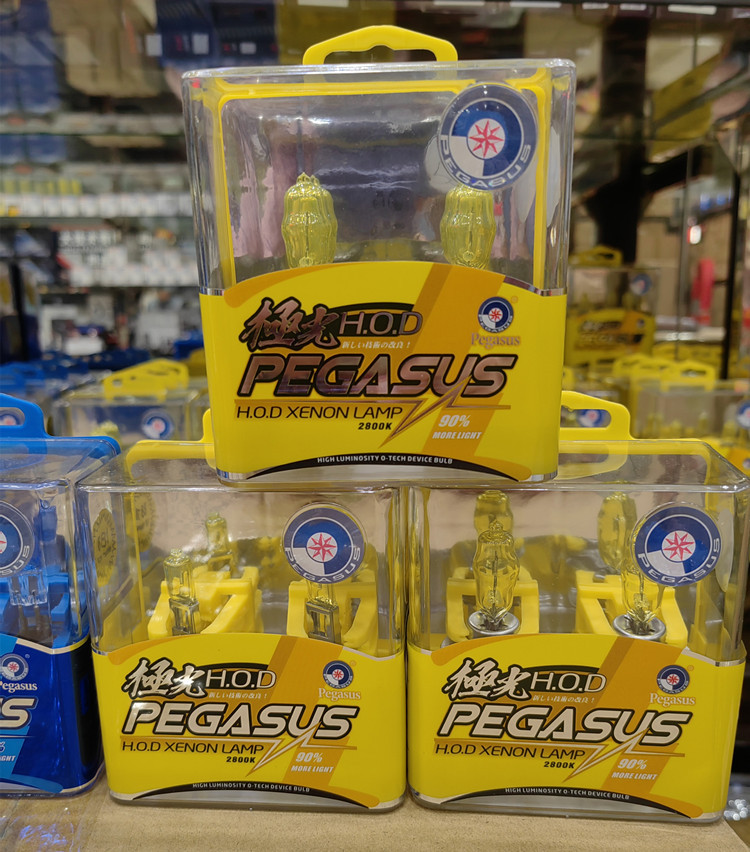 PEGASUS
極光 H.O.D
新しい技術の改良!
Pegasus
PEGASUS
H.O.D XENON LAMP
2800K
90%
MORE LIGHT
HIGH LUMINOSITY O-TECH DEVICE BULB
PEGASUS
極光 H.O.D
新しい技術の改良!
Pegasus
PEGASUS
H.O.D XENON LAMP
2800K
90%
MORE LIGHT
HIGH LUMINOSITY O-TECH DEVICE BULB
PEGASUS
極光 H.O.D
新しい技術の改良!
Pegasus
PEGASUS
H.O.D XENON LAMP
2800K
90%
MORE LIGHT
HIGH LUMINOSITY O-TECH DEVICE BULB
Pegasus